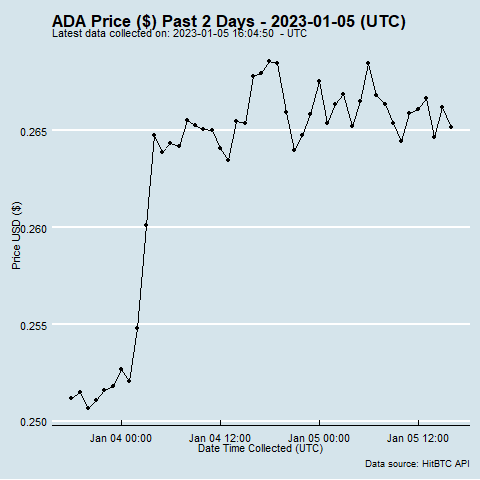 ADA Price ($) Past 2 Days - 2023-01-05 (UTC)
Latest data collected on: 2023-01-05 16:04:50 - UTC
Price USD ($)
0.265
0.260
0.255
0.250
Jan 04 00:00 Jan 04 12:00 Jan 05 00:00 Jan 05 12:00
Date Time Collected (UTC)
Data source: HitBTC API